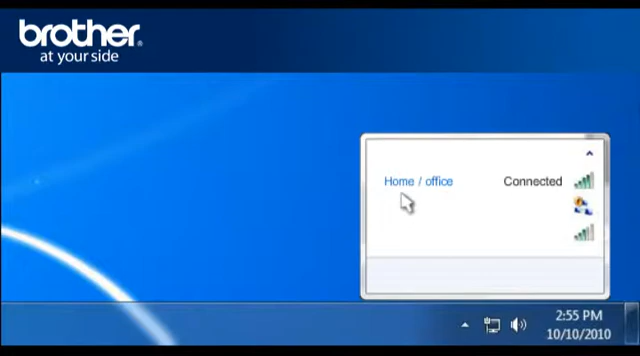 brother
at your side
Home / office Connected
2:55 PM
10/10/2010